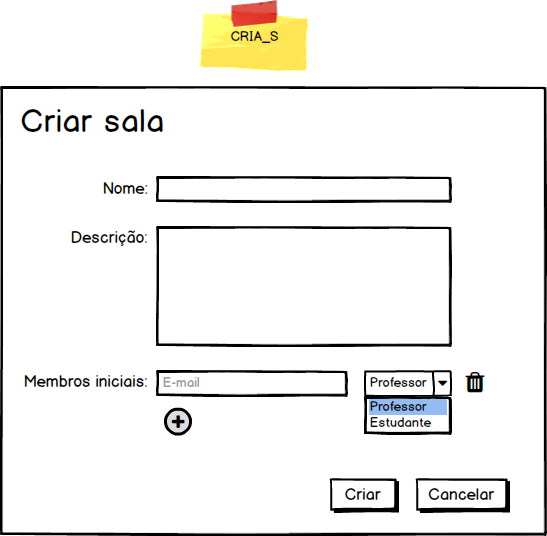 CRIA_S
Criar sala
Nome:
Descrição:
Membros iniciais: E-mail Professor
Professor
Estudante
Criar Cancelar